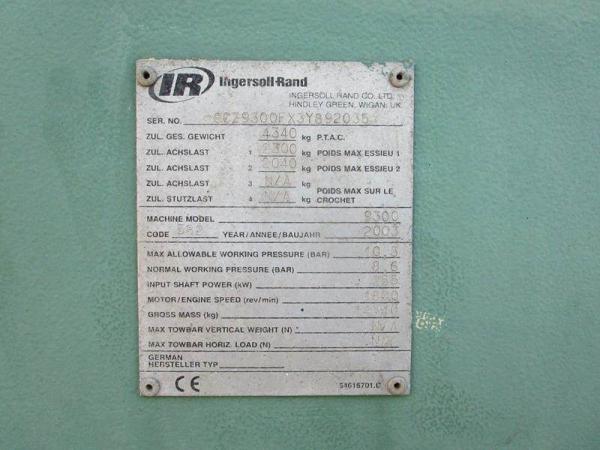 IR Ingersoll-Rand
INGERSOLL RAND CO. LTD.
HINDLEY GREEN, WIGAN, UK
SER. NO.
ZUL. GES. GEWICHT 4340 kg P.T.A.C.
ZUL. ACHSLAST 1 2300 kg POIDS MAX ESSIEU 1
ZUL. ACHSLAST 2 2040 kg POIDS MAX ESSIEU 2
ZUL. ACHSLAST 3 N/A kg POIDS MAX SUR LE
ZUL. STUTZLAST 4 N/A kg CROCHET
MACHINE MODEL 9300
CODE YEAR/ANNEE/BAUJAHR 2003
MAX ALLOWABLE WORKING PRESSURE (BAR) 10.3
NORMAL WORKING PRESSURE (BAR) 8.6
INPUT SHAFT POWER (kW)
MOTOR/ENGINE SPEED (rev/min)
GROSS MASS (kg)
MAX TOWBAR VERTICAL WEIGHT (N) N/A
MAX TOWBAR HORIZ. LOAD (N) N/A
GERMAN
HERSTELLER TYP
CE